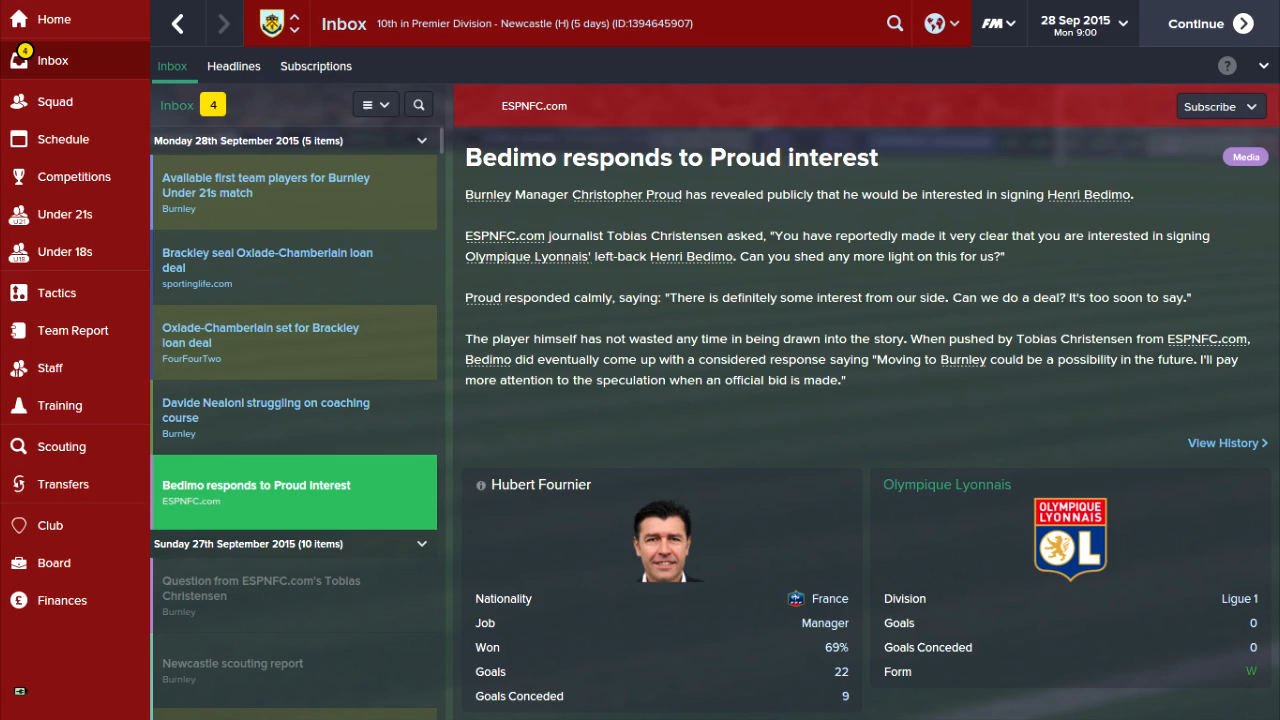 Home
Inbox
10th in Premier Division - Newcastle (H) (5 days) (ID:1394645907)
FM
28 Sep 2015
Mon 9:00
Continue
4
Inbox
Squad
Schedule
Competitions
U21
Under 21s
U18
Under 18s
Tactics
Team Report
Staff
Training
Scouting
Transfers
Club
Board
£
Finances
Inbox
Headlines
Subscriptions
?
Inbox
4
Monday 28th September 2015 (5 items)
Available first team players for Burnley
Under 21s match
Burnley
Brackley seal Oxlade-Chamberlain loan
deal
sportinglife.com
Oxlade-Chamberlain set for Brackley
loan deal
FourFourTwo
Davide Nealoni struggling on coaching
course
Burnley
Bedimo responds to Proud interest
ESPNFC.com
Sunday 27th September 2015 (10 items)
Question from ESPNFC.com's Tobias
Christensen
Burnley
Newcastle scouting report
Burnley
ESPNFC.com
Subscribe
Bedimo responds to Proud interest
Media
Burnley Manager Christopher Proud has revealed publicly that he would be interested in signing Henri Bedimo.
ESPNFC.com journalist Tobias Christensen asked, "You have reportedly made it very clear that you are interested in signing
Olympique Lyonnais' left-back Henri Bedimo. Can you shed any more light on this for us?"
Proud responded calmly, saying: "There is definitely some interest from our side. Can we do a deal? It's too soon to say."
The player himself has not wasted any time in being drawn into the story. When pushed by Tobias Christensen from ESPNFC.com,
Bedimo did eventually come up with a considered response saying "Moving to Burnley could be a possibility in the future. I'll pay
more attention to the speculation when an official bid is made."
View History
Hubert Fournier
Nationality France
Job Manager
Won 69%
Goals 22
Goals Conceded 9
Olympique Lyonnais
OLYMPIQUE
LYONNAIS
OL
Division Ligue 1
Goals 0
Goals Conceded 0
Form W